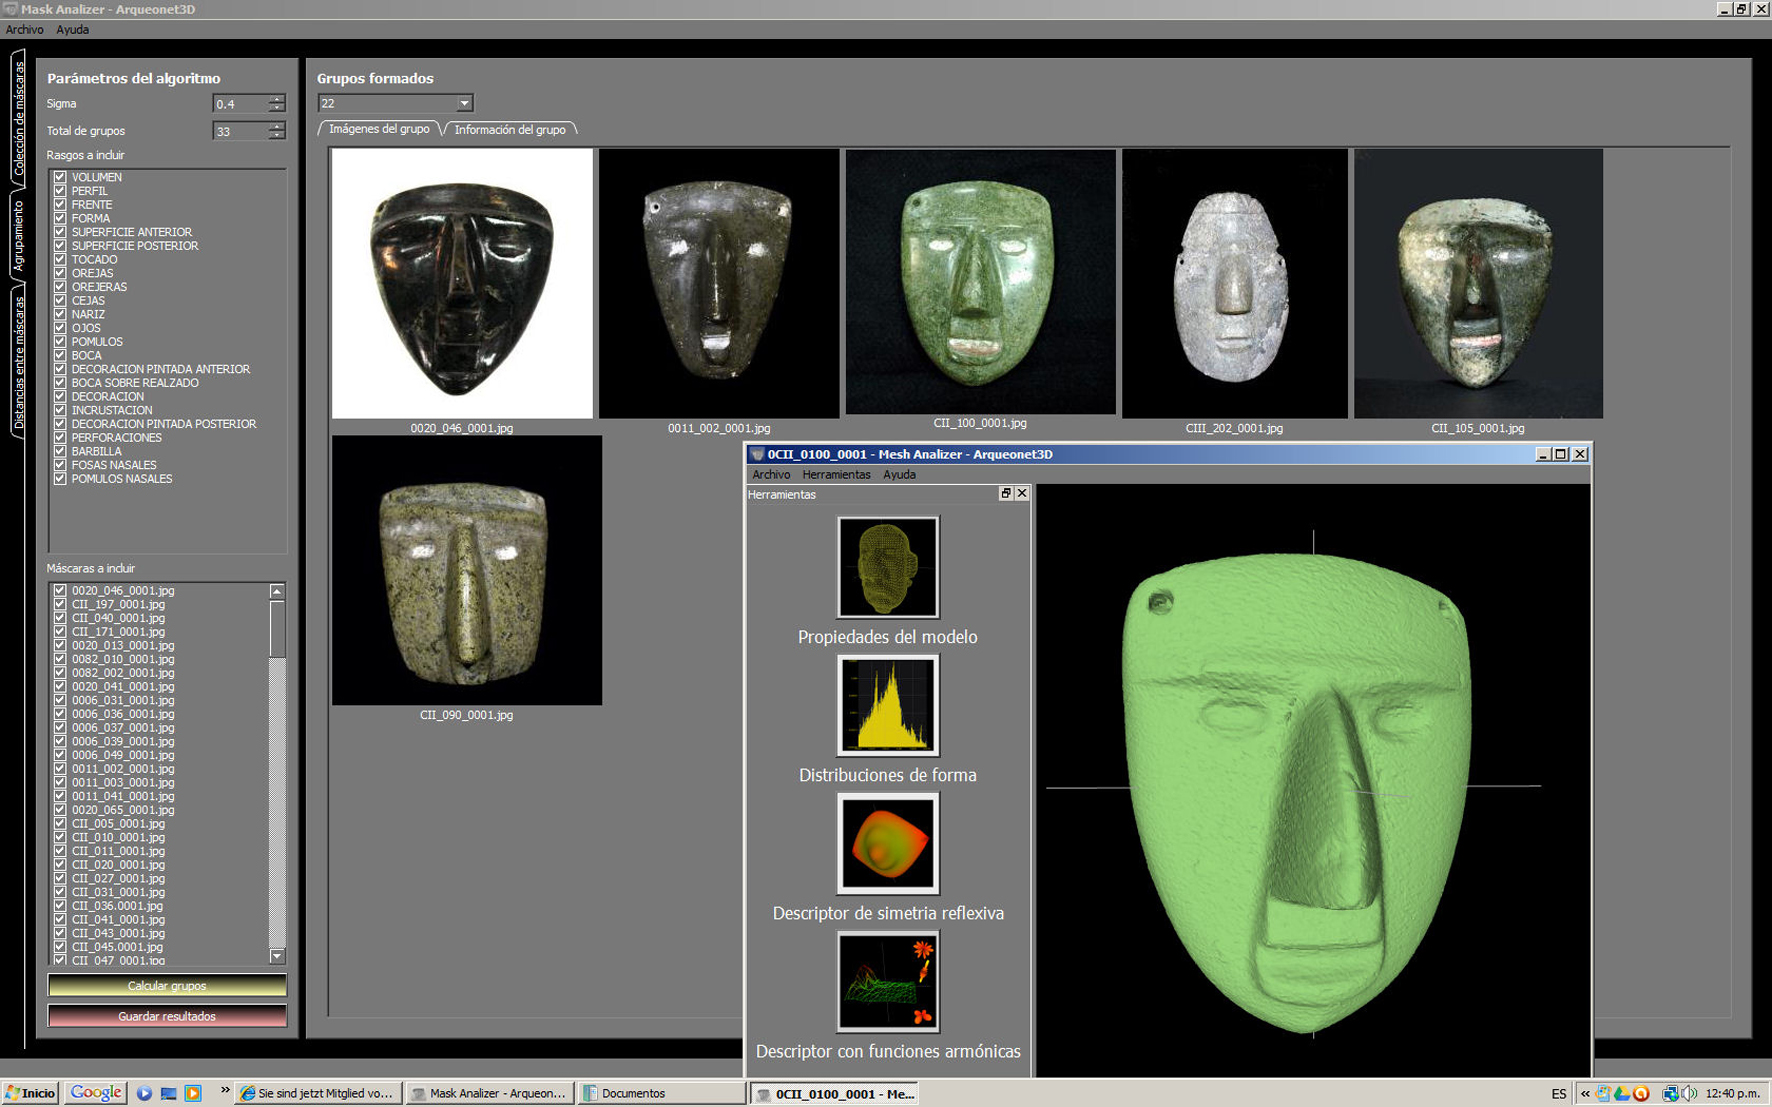 Mask Analizer - Arqueonet3D
Archivo Ayuda
Colección de máscaras
Agrupamiento
Distancias entre máscaras
Parámetros del algoritmo
Sigma 0.4
Total de grupos 33
Rasgos a incluir
VOLUMEN
PERFIL
FRENTE
FORMA
SUPERFICIE ANTERIOR
SUPERFICIE POSTERIOR
TOCADO
OREJAS
OREJERAS
CEJAS
NARIZ
OJOS
POMULOS
BOCA
DECORACION PINTADA ANTERIOR
BOCA SOBRE REALZADO
DECORACION
INCRUSTACION
DECORACION PINTADA POSTERIOR
PERFORACIONES
BARBILLA
FOSAS NASALES
POMULOS NASALES
Máscaras a incluir
0020_046_0001.jpg
CII_197_0001.jpg
CII_040_0001.jpg
CII_171_0001.jpg
0020_013_0001.jpg
0082_010_0001.jpg
0082_002_0001.jpg
0020_041_0001.jpg
0006_031_0001.jpg
0006_036_0001.jpg
0006_037_0001.jpg
0006_039_0001.jpg
0006_049_0001.jpg
0011_002_0001.jpg
0011_003_0001.jpg
0011_041_0001.jpg
0020_065_0001.jpg
CII_005_0001.jpg
CII_010_0001.jpg
CII_011_0001.jpg
CII_020_0001.jpg
CII_027_0001.jpg
CII_031_0001.jpg
CII_036.0001.jpg
CII_041_0001.jpg
CII_043_0001.jpg
CII_045.0001.jpg
CII_047_0001.jpg
Calcular grupos
Guardar resultados
Grupos formados
22
Imágenes del grupo Información del grupo
0020_046_0001.jpg
0011_002_0001.jpg
CII_100_0001.jpg
CIII_202_0001.jpg
CII_105_0001.jpg
CII_090_0001.jpg
0CII_0100_0001 - Mesh Analizer - Arqueonet3D
Archivo Herramientas Ayuda
Herramientas
Propiedades del modelo
Distribuciones de forma
Descriptor de simetria reflexiva
Descriptor con funciones armónicas
Inicio Google » Sie sind jetzt Mitglied vo... Mask Analizer - Arqueon... Documentos 0CII_0100_0001 - Me... ES « 12:40 p.m.